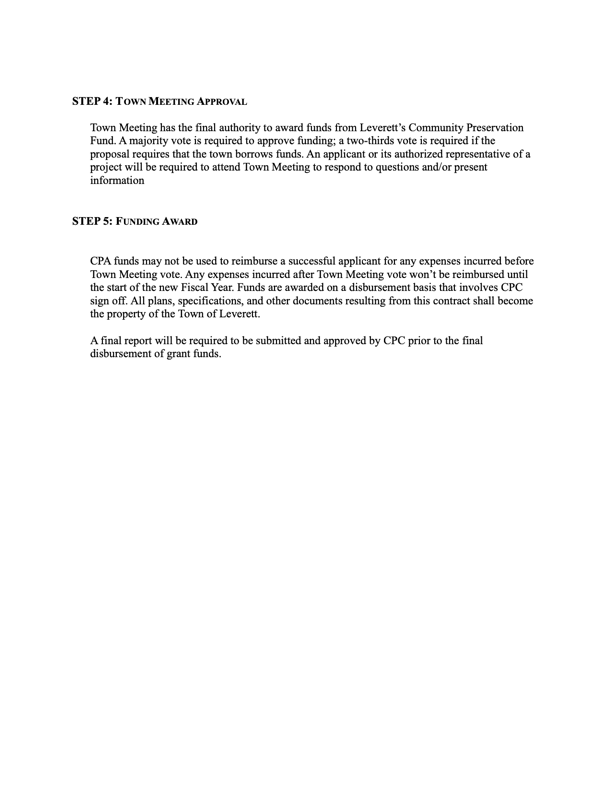 STEP 4: TOWN MEETING APPROVAL
Town Meeting has the final authority to award funds from Leverett’s Community Preservation
Fund. A majority vote is required to approve funding; a two-thirds vote is required if the
proposal requires that the town borrows funds. An applicant or its authorized representative of a
project will be required to attend Town Meeting to respond to questions and/or present
information
STEP 5: FUNDING AWARD
CPA funds may not be used to reimburse a successful applicant for any expenses incurred before
Town Meeting vote. Any expenses incurred after Town Meeting vote won’t be reimbursed until
the start of the new Fiscal Year. Funds are awarded on a disbursement basis that involves CPC
sign off. All plans, specifications, and other documents resulting from this contract shall become
the property of the Town of Leverett.
A final report will be required to be submitted and approved by CPC prior to the final
disbursement of grant funds.